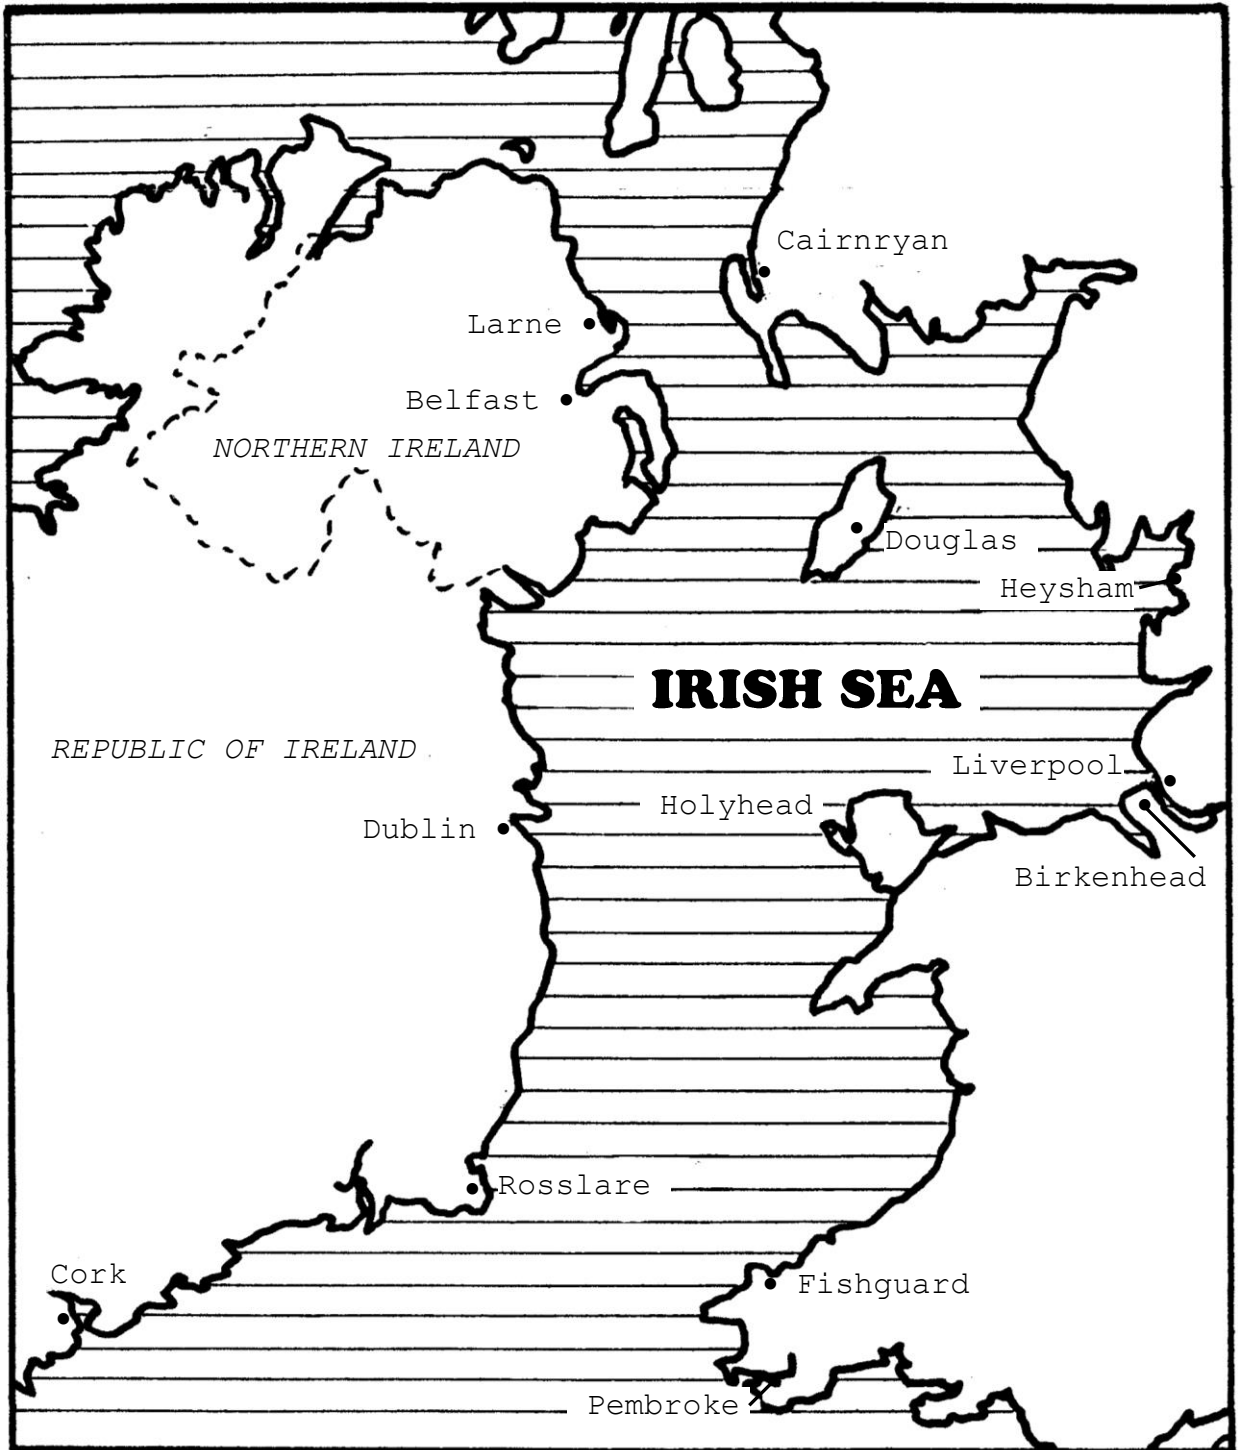 Cairnryan
Larne
Belfast
NORTHERN IRELAND
Douglas
Heysham
IRISH SEA
REPUBLIC OF IRELAND
Liverpool
Holyhead
Dublin
Birkenhead
Rosslare
Cork
Fishguard
Pembroke